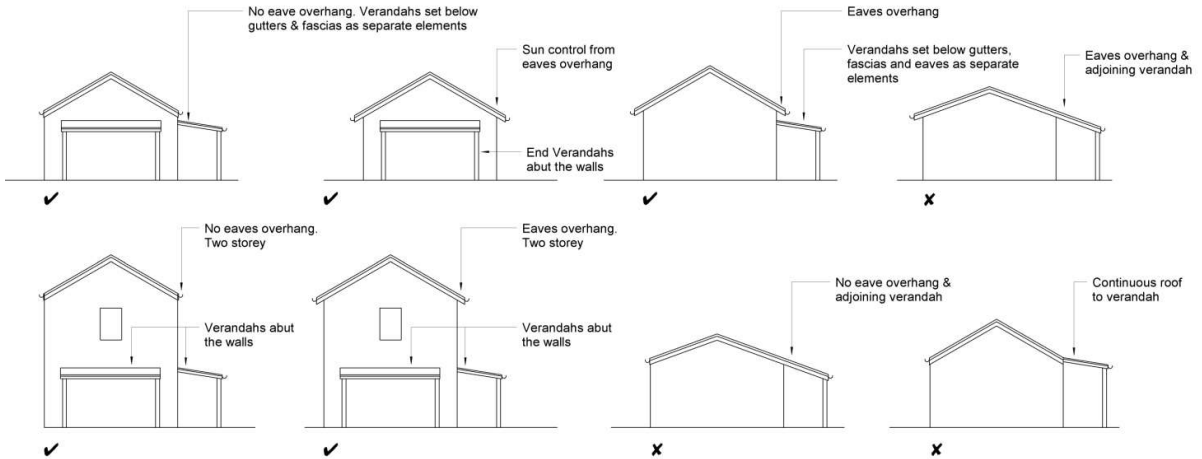 No eave overhang. Verandahs set below
gutters & fascias as separate elements
Sun control from
eaves overhang
End Verandahs
abut the walls
Eaves overhang
Verandahs set below gutters,
fascias and eaves as separate
elements
Eaves overhang &
adjoining verandah
No eaves overhang.
Two storey
Verandahs abut
the walls
Eaves overhang.
Two storey
Verandahs abut
the walls
No eave overhang &
adjoining verandah
Continuous roof
to verandah